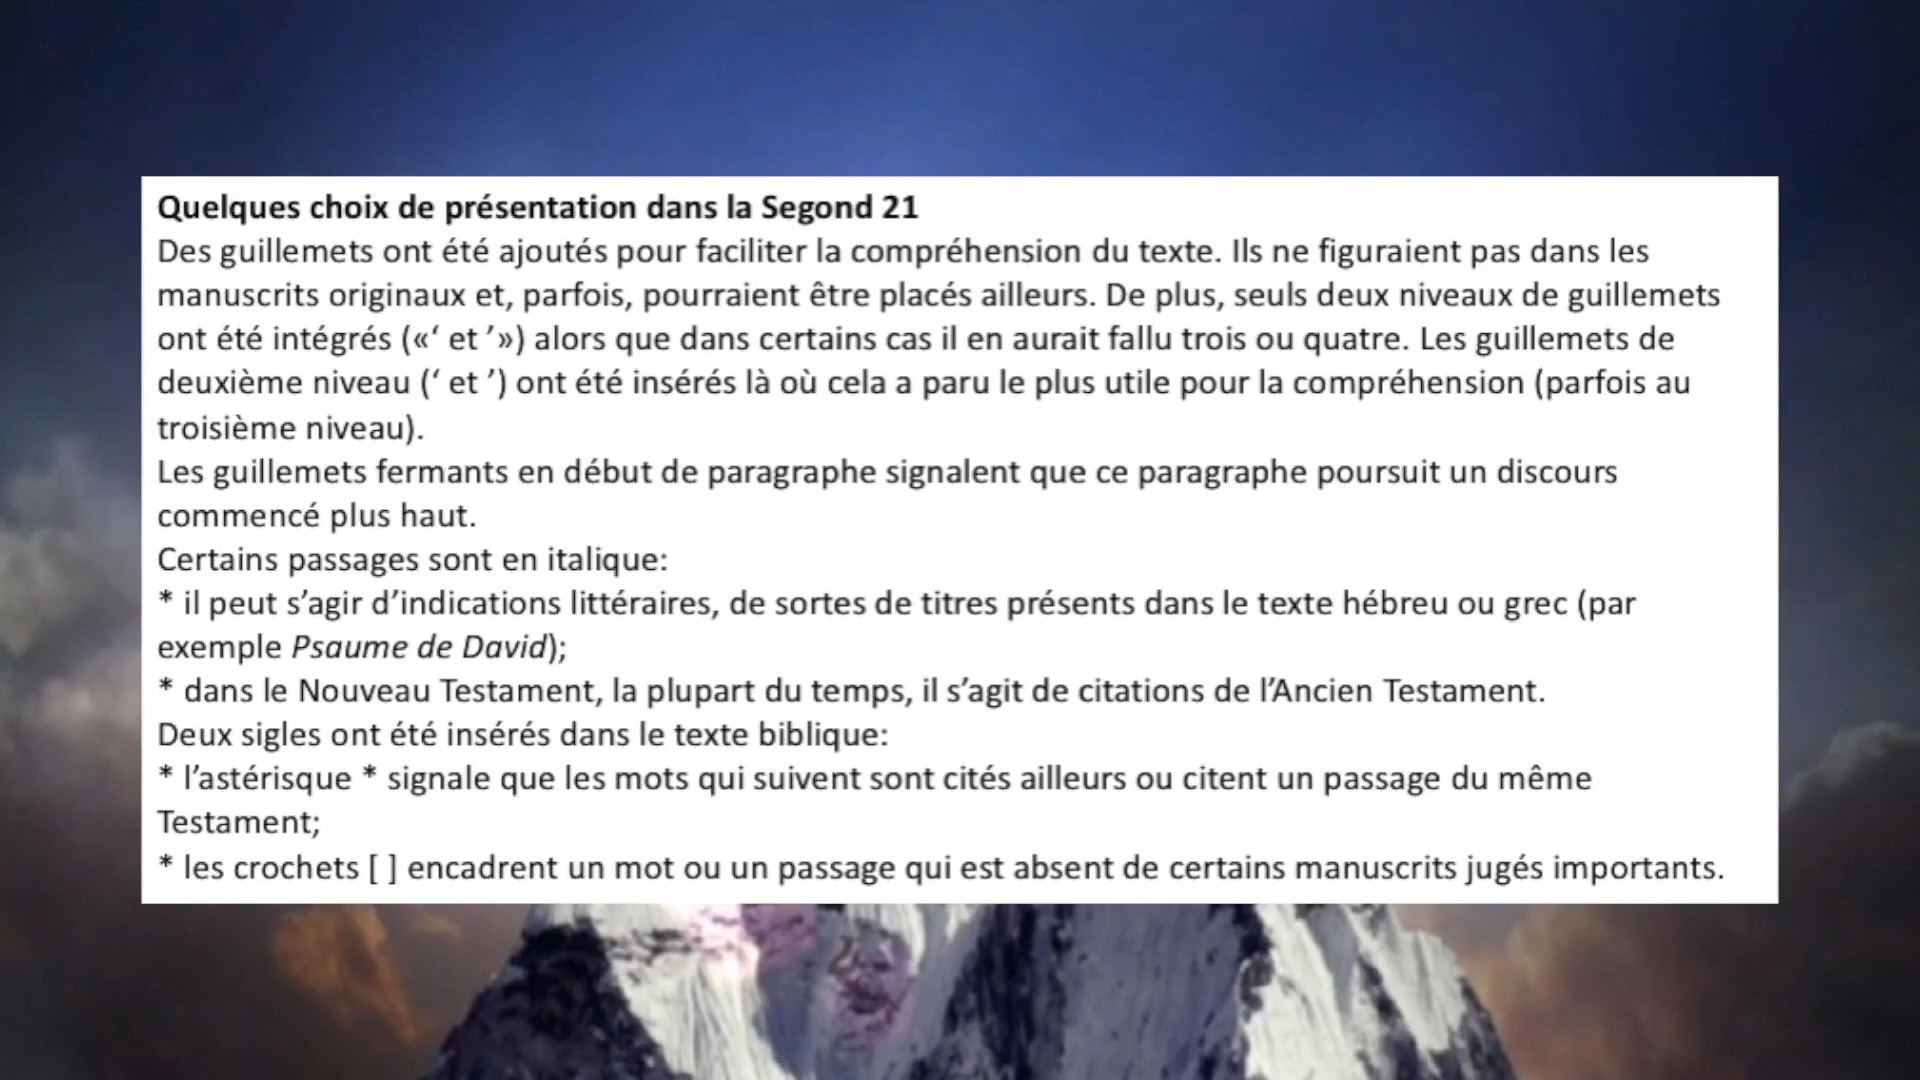 Quelques choix de présentation dans la Segond 21
Des guillemets ont été ajoutés pour faciliter la compréhension du texte. Ils ne figuraient pas dans les
manuscrits originaux et, parfois, pourraient être placés ailleurs. De plus, seuls deux niveaux de guillemets
ont été intégrés («‘ et ’») alors que dans certains cas il en aurait fallu trois ou quatre. Les guillemets de
deuxième niveau (‘ et ’) ont été insérés là où cela a paru le plus utile pour la compréhension (parfois au
troisième niveau).
Les guillemets fermants en début de paragraphe signalent que ce paragraphe poursuit un discours
commencé plus haut.
Certains passages sont en italique:
* il peut s’agir d’indications littéraires, de sortes de titres présents dans le texte hébreu ou grec (par
exemple Psaume de David);
* dans le Nouveau Testament, la plupart du temps, il s’agit de citations de l’Ancien Testament.
Deux sigles ont été insérés dans le texte biblique:
* l’astérisque * signale que les mots qui suivent sont cités ailleurs ou citent un passage du même
Testament;
* les crochets [ ] encadrent un mot ou un passage qui est absent de certains manuscrits jugés importants.